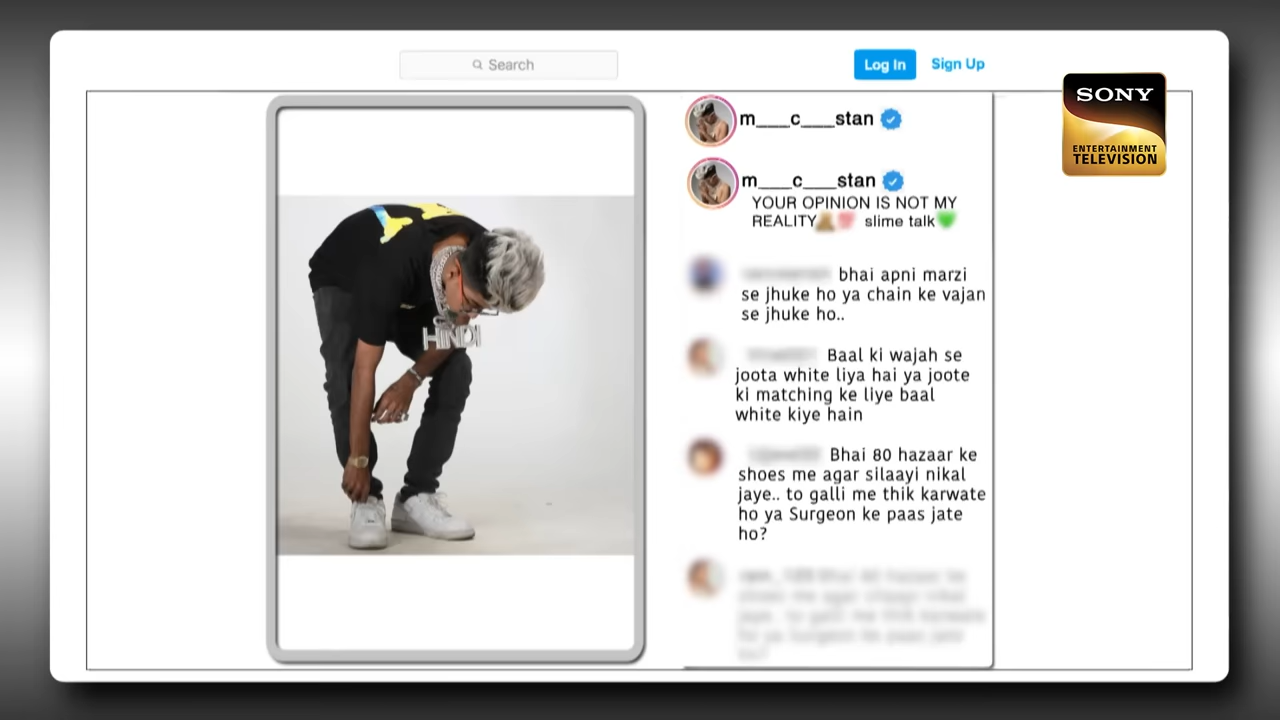 Search
Log In
Sign Up
SONY
ENTERTAINMENT
TELEVISION
m___c___stan
m___c___stan
YOUR OPINION IS NOT MY
REALITY💩💯 slime talk💚
bhai apni marzi
se jhuke ho ya chain ke vajan
se jhuke ho..
Baal ki wajah se
joota white liya hai ya joote
ki matching ke liye baal
white kiye hain
Bhai 80 hazaar ke
shoes me agar silaayi nikal
jaye.. to galli me thik karwate
ho ya Surgeon ke paas jate
ho?
HINDI